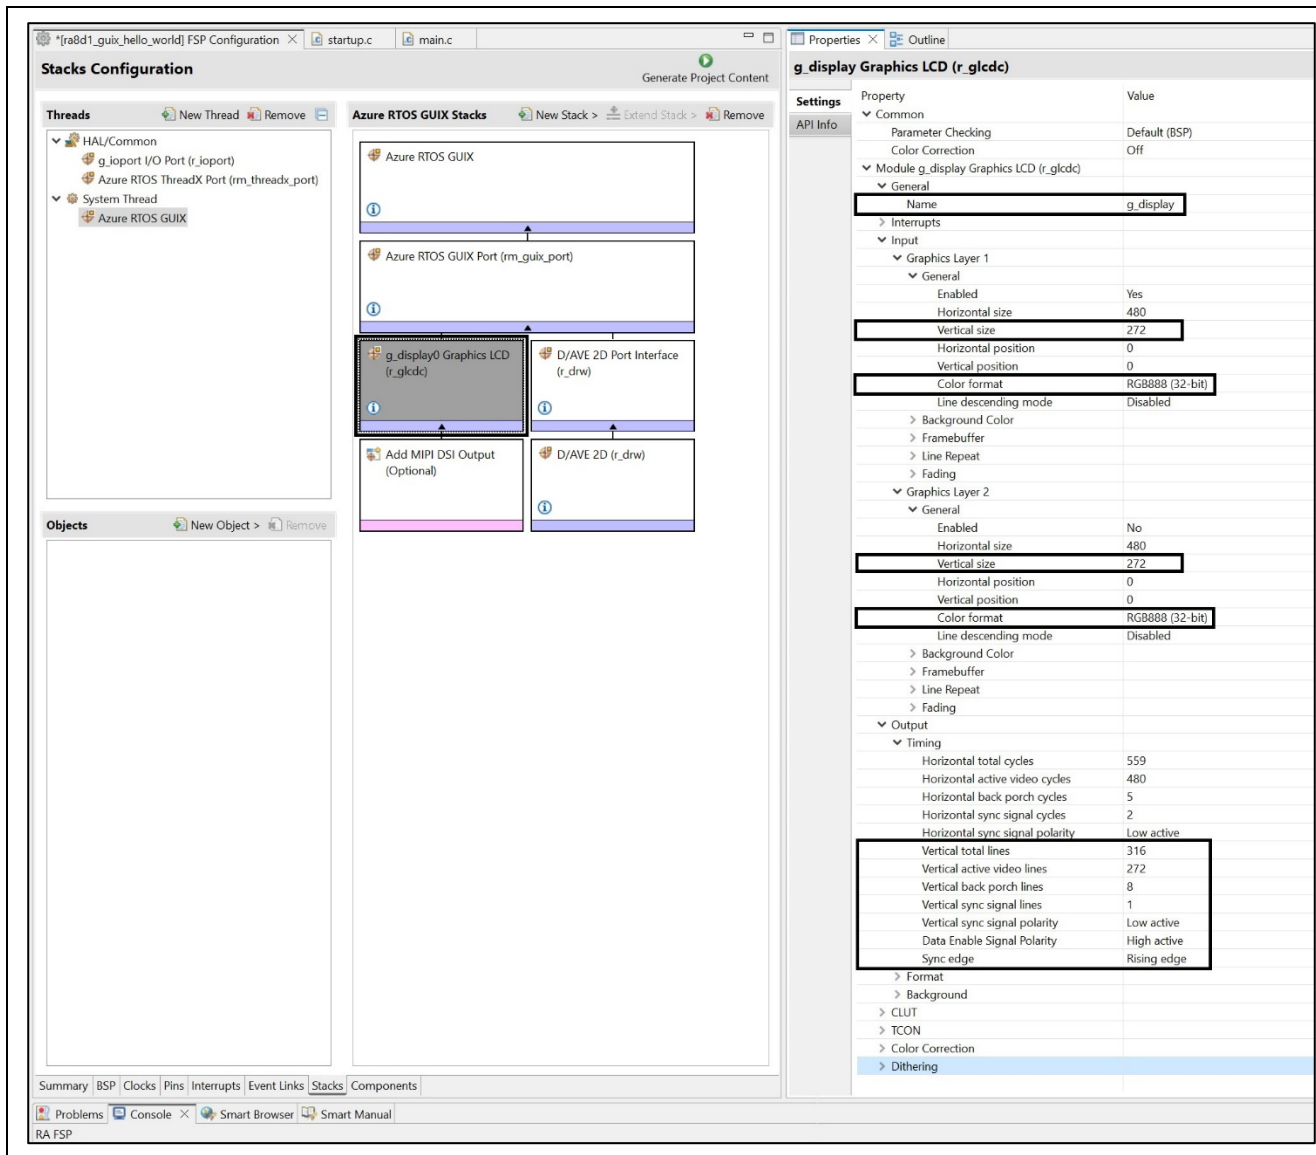 *[ra8d1_guix_hello_world] FSP Configuration
startup.c
main.c
Stacks Configuration
Generate Project Content
Threads
New Thread
Remove
HAL/Common
g_ioport I/O Port (r_ioport)
Azure RTOS ThreadX Port (rm_threadx_port)
System Thread
Azure RTOS GUIX
Objects
New Object >
Remove
Azure RTOS GUIX Stacks
New Stack >
Extend Stack >
Remove
Azure RTOS GUIX
Azure RTOS GUIX Port (rm_guix_port)
g_display0 Graphics LCD
(r_glcdc)
D/AVE 2D Port Interface
(r_drw)
Add MIPI DSI Output
(Optional)
D/AVE 2D (r_drw)
Summary BSP Clocks Pins Interrupts Event Links Stacks Components
Problems Console Smart Browser Smart Manual
RA FSP
Properties
Outline
g_display Graphics LCD (r_glcdc)
Settings
API Info
Property Value
Common
Parameter Checking Default (BSP)
Color Correction Off
Module g_display Graphics LCD (r_glcdc)
General
Name g_display
Interrupts
Input
Graphics Layer 1
General
Enabled Yes
Horizontal size 480
Vertical size 272
Horizontal position 0
Vertical position 0
Color format RGB888 (32-bit)
Line descending mode Disabled
Background Color
Framebuffer
Line Repeat
Fading
Graphics Layer 2
General
Enabled No
Horizontal size 480
Vertical size 272
Horizontal position 0
Vertical position 0
Color format RGB888 (32-bit)
Line descending mode Disabled
Background Color
Framebuffer
Line Repeat
Fading
Output
Timing
Horizontal total cycles 559
Horizontal active video cycles 480
Horizontal back porch cycles 5
Horizontal sync signal cycles 2
Horizontal sync signal polarity Low active
Vertical total lines 316
Vertical active video lines 272
Vertical back porch lines 8
Vertical sync signal lines 1
Vertical sync signal polarity Low active
Data Enable Signal Polarity High active
Sync edge Rising edge
Format
Background
CLUT
TCON
Color Correction
Dithering